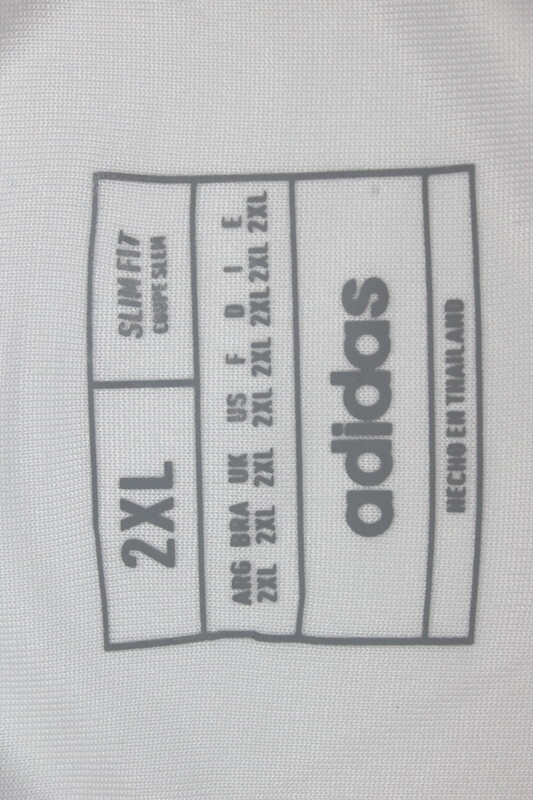 2XL
SLIM FIT
COUPE SLIM
ARG BRA UK US F D I E
2XL 2XL 2XL 2XL 2XL 2XL 2XL 2XL
adidas
HECHO EN THAILAND